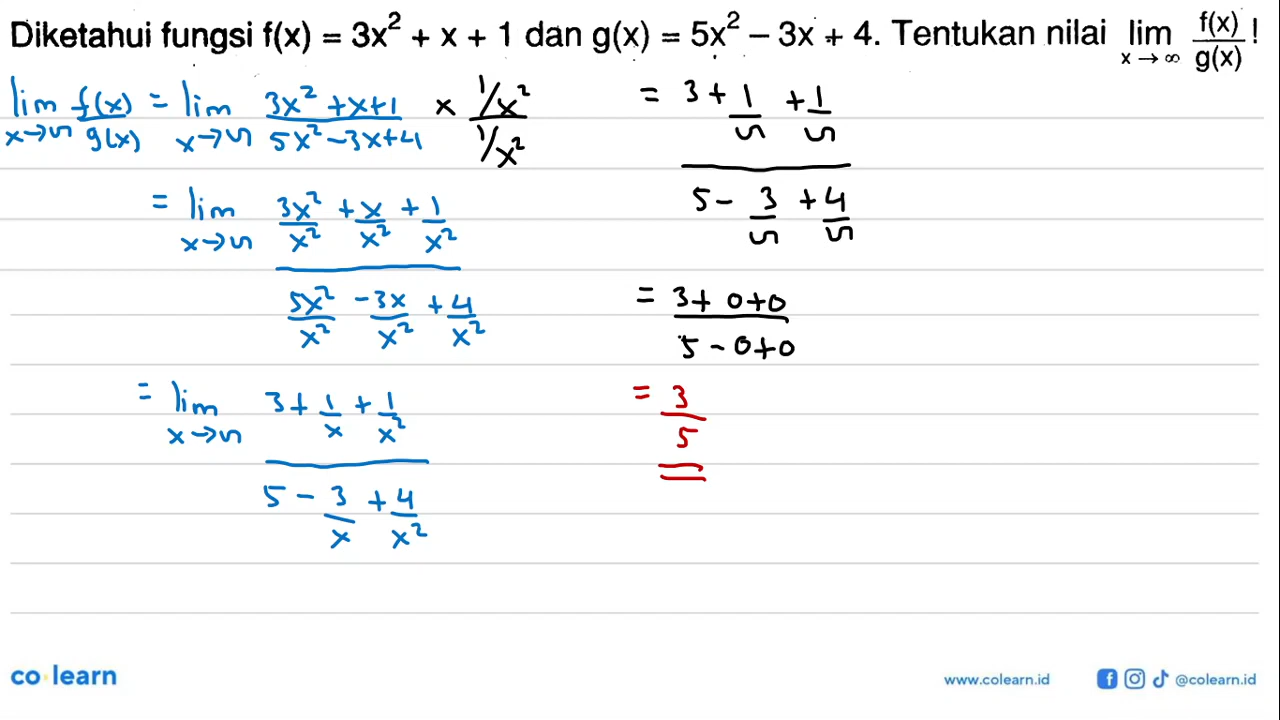 Diketahui fungsi f(x) = 3x² + x + 1 dan g(x) = 5x² – 3x + 4. Tentukan nilai lim x → ∞ f(x)/g(x) !
lim x→∞ f(x)/g(x) = lim x→∞ (3x² + x + 1)/(5x² – 3x + 4) × (1/x²)/(1/x²)
= lim x→∞ (3x²/x² + x/x² + 1/x²)/(5x²/x² – 3x/x² + 4/x²)
= lim x→∞ (3 + 1/x + 1/x²)/(5 – 3/x + 4/x²)
= (3 + 1/∞ + 1/∞)/(5 – 3/∞ + 4/∞)
= (3 + 0 + 0)/(5 – 0 + 0)
= 3/5
co learn
www.colearn.id
@colearn.id